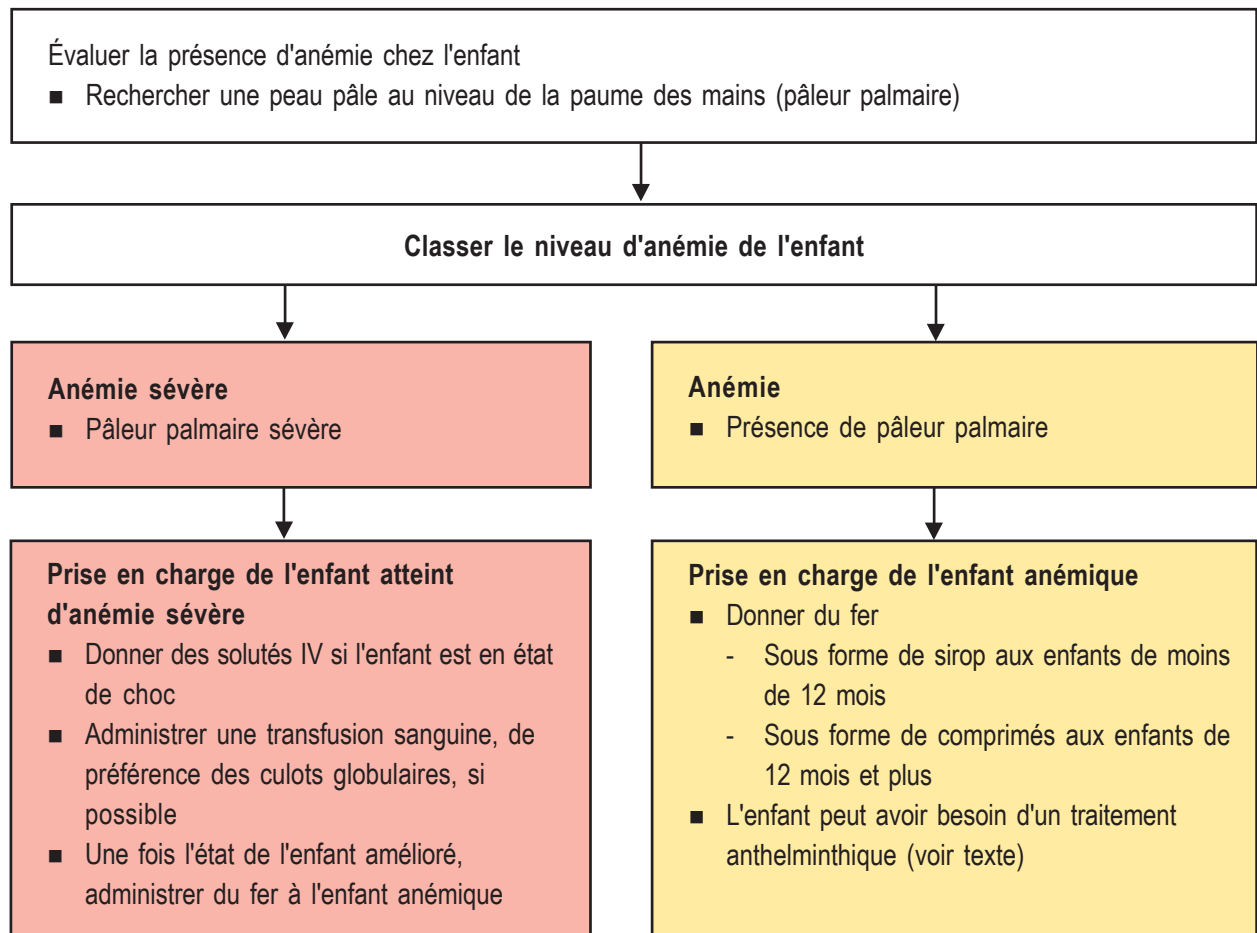 Évaluer la présence d'anémie chez l'enfant
■ Rechercher une peau pâle au niveau de la paume des mains (pâleur palmaire)
Classer le niveau d'anémie de l'enfant
Anémie sévère
■ Pâleur palmaire sévère
Anémie
■ Présence de pâleur palmaire
Prise en charge de l'enfant atteint
d'anémie sévère
■ Donner des solutés IV si l'enfant est en état
de choc
■ Administrer une transfusion sanguine, de
préférence des culots globulaires, si
possible
■ Une fois l'état de l'enfant amélioré,
administrer du fer à l'enfant anémique
Prise en charge de l'enfant anémique
■ Donner du fer
- Sous forme de sirop aux enfants de moins
de 12 mois
- Sous forme de comprimés aux enfants de
12 mois et plus
■ L'enfant peut avoir besoin d'un traitement
anthelminthique (voir texte)